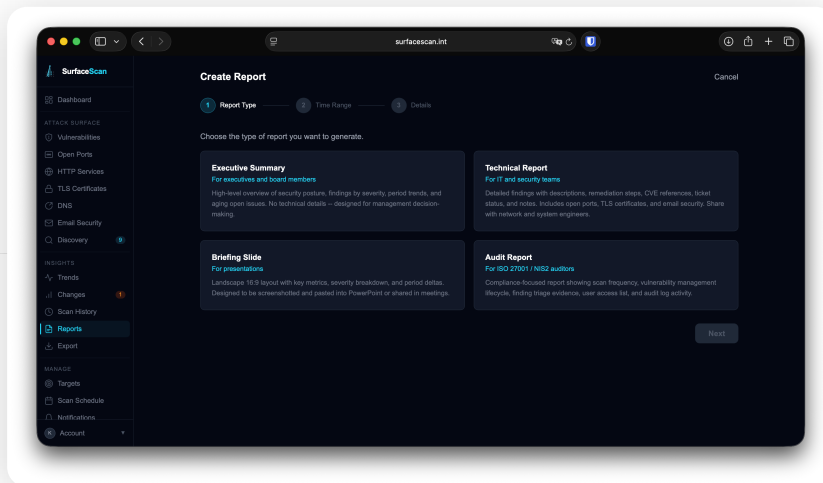 surfacescan.int
SurfaceScan
Dashboard
ATTACK SURFACE
Vulnerabilities
Open Ports
HTTP Services
TLS Certificates
DNS
Email Security
Discovery 9
INSIGHTS
Trends
Changes 1
Scan History
Reports
Export
MANAGE
Targets
Scan Schedule
Notifications
K Account
Create Report
Cancel
1 Report Type 2 Time Range 3 Details
Choose the type of report you want to generate.
Executive Summary
For executives and board members
High-level overview of security posture, findings by severity, period trends, and
aging open issues. No technical details -- designed for management decision-
making.
Technical Report
For IT and security teams
Detailed findings with descriptions, remediation steps, CVE references, ticket
status, and notes. Includes open ports, TLS certificates, and email security. Share
with network and system engineers.
Briefing Slide
For presentations
Landscape 16:9 layout with key metrics, severity breakdown, and period deltas.
Designed to be screenshotted and pasted into PowerPoint or shared in meetings.
Audit Report
For ISO 27001 / NIS2 auditors
Compliance-focused report showing scan frequency, vulnerability management
lifecycle, finding triage evidence, user access list, and audit log activity.
Next